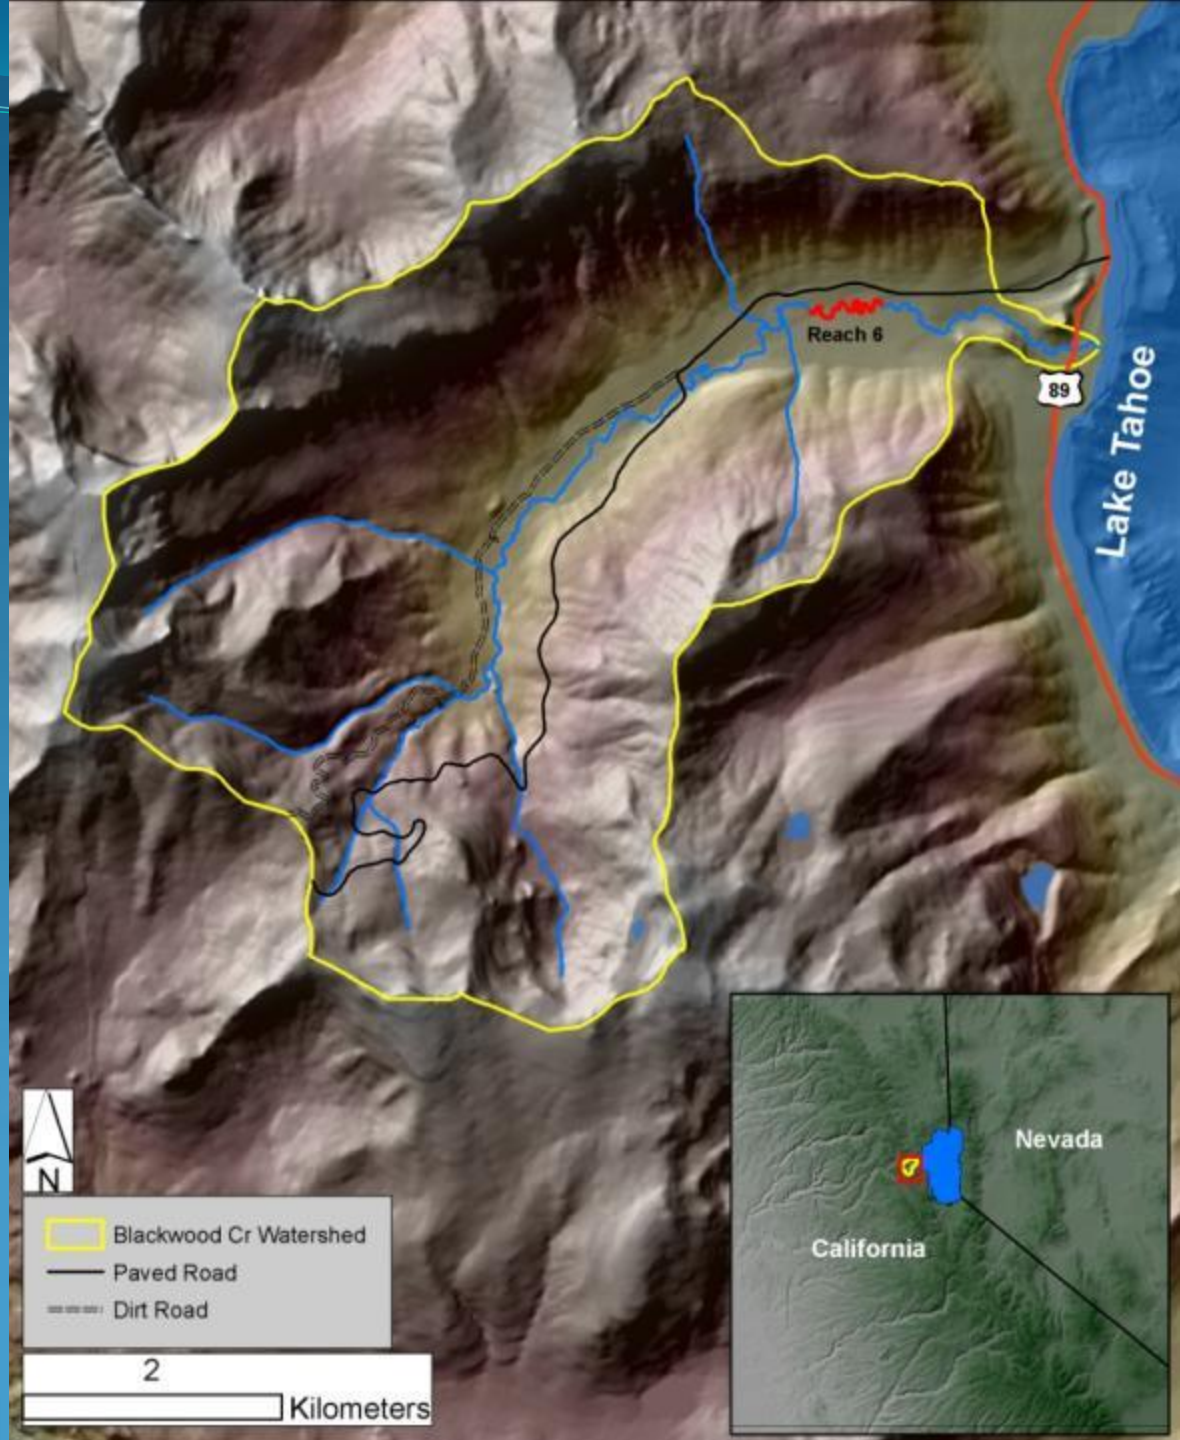 Reach 6
89
Lake Tahoe
Nevada
California
N
Blackwood Cr Watershed
Paved Road
Dirt Road
2
Kilometers